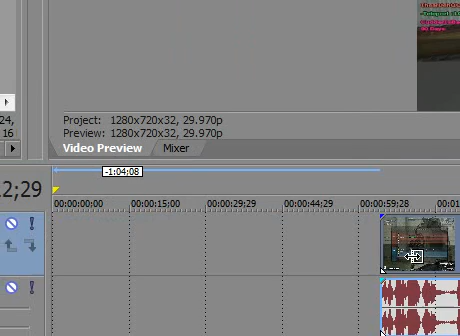 Project: 1280x720x32, 29.970p
24,
Preview: 1280x720x32, 29.970p
16
Video Preview Mixer
-1:04;08
2;29
00:00:00;00 00:00:15;00 00:00:29;29 00:00:44;29 00:00:59;28 00:01